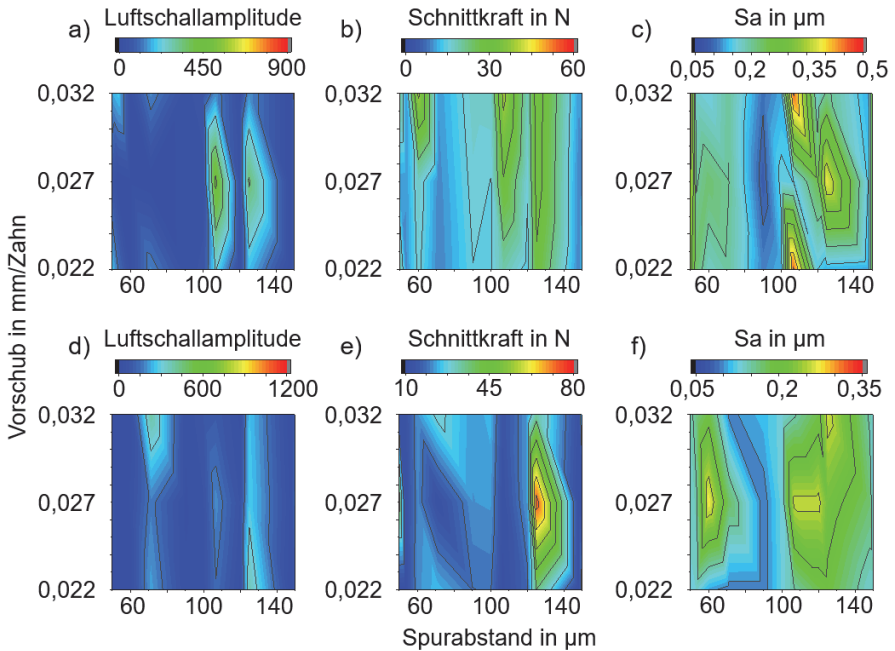 a) Luftschallamplitude
0 450 900
b) Schnittkraft in N
0 30 60
c) Sa in µm
0,05 0,2 0,35 0,5
0,032
0,027
0,022
100 140
0,032
0,027
0,022
60 100 140
0,032
0,027
0,022
60 100 140
Vorschub in mm/Zahn
d) Luftschallamplitude
0 600 1200
e) Schnittkraft in N
10 45 80
f) Sa in µm
0,05 0,2 0,35
0,032
0,027
0,022
60 100 140
0,032
0,027
0,022
60 100 140
0,032
0,027
0,022
60 100 140
Spurabstand in µm